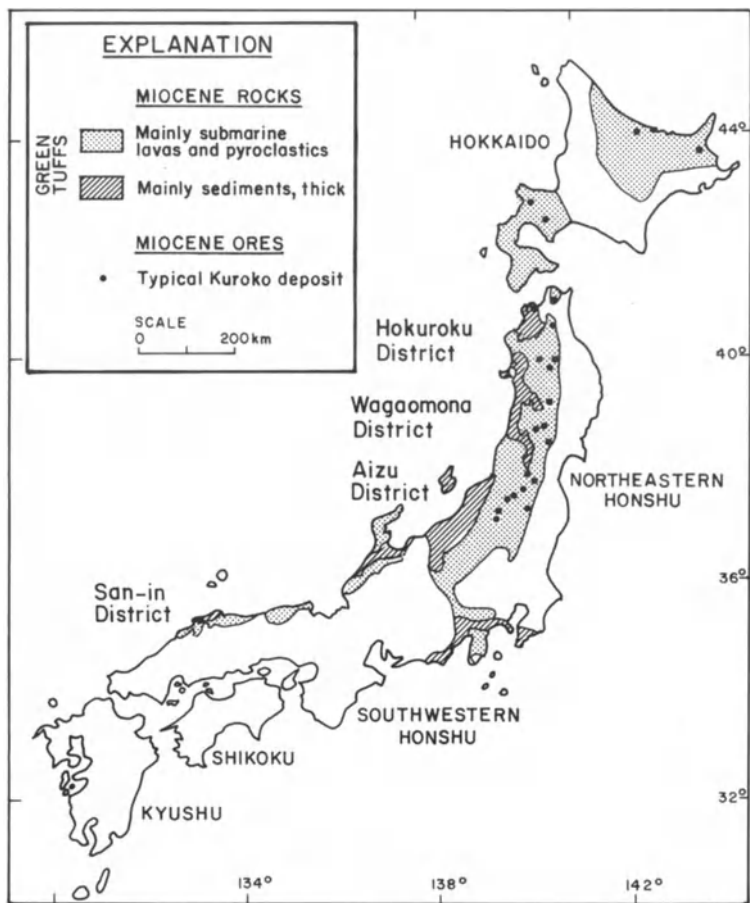 EXPLANATION
MIOCENE ROCKS
GREEN
TUFFS
Mainly submarine
lavas and pyroclastics
Mainly sediments, thick
MIOCENE ORES
Typical Kuroko deposit
SCALE
0 200 km
HOKKAIDO
44°
Hokuroku
District
40°
Wagaomona
District
Aizu
District
NORTHEASTERN
HONSHU
36°
San-in
District
SOUTHWESTERN
HONSHU
SHIKOKU
KYUSHU
32°
134°
138°
142°